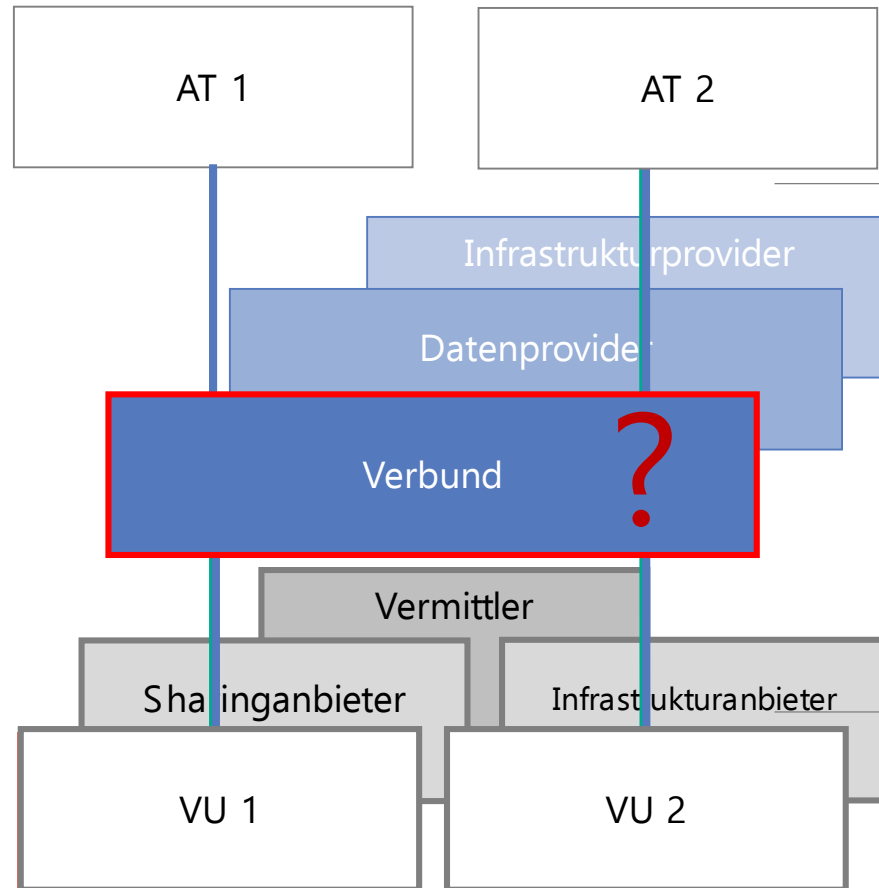 AT 1
AT 2
Infrastrukturprovider
Datenprovider
Verbund
?
Vermittler
Sharinganbieter
Infrastrukturanbieter
VU 1
VU 2